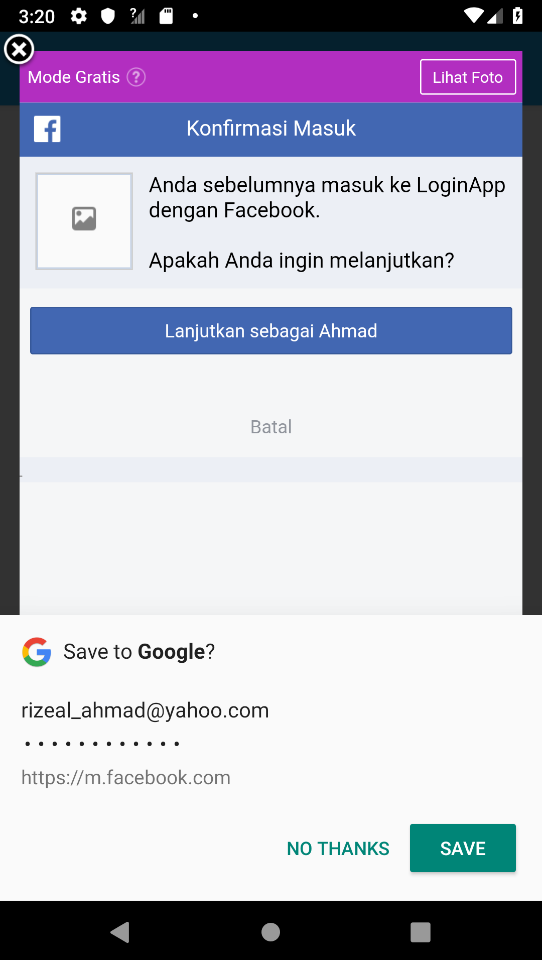 3:20
Mode Gratis ?
Lihat Foto
Konfirmasi Masuk
Anda sebelumnya masuk ke LoginApp
dengan Facebook.
Apakah Anda ingin melanjutkan?
Lanjutkan sebagai Ahmad
Batal
Save to Google?
rizeal_ahmad@yahoo.com
••••••••••••
https://m.facebook.com
NO THANKS
SAVE